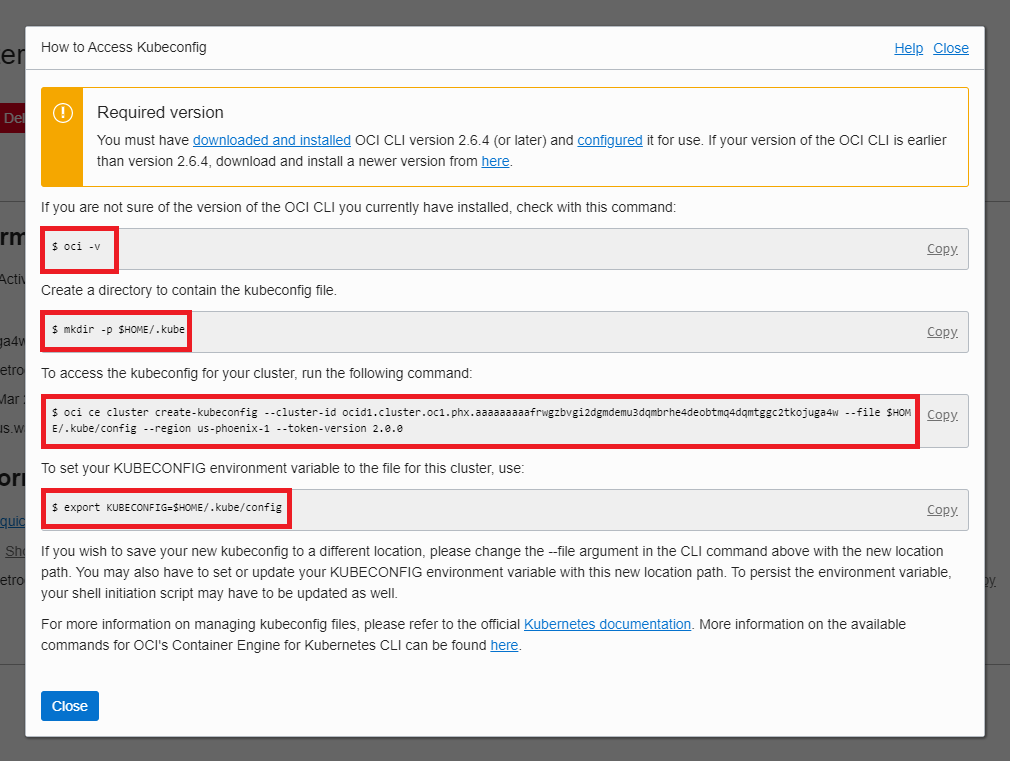 How to Access Kubeconfig
Help Close
Required version
You must have downloaded and installed OCI CLI version 2.6.4 (or later) and configured it for use. If your version of the OCI CLI is earlier
than version 2.6.4, download and install a newer version from here.
If you are not sure of the version of the OCI CLI you currently have installed, check with this command:
$ oci -v
Copy
Create a directory to contain the kubeconfig file.
$ mkdir -p $HOME/.kube
Copy
To access the kubeconfig for your cluster, run the following command:
$ oci ce cluster create-kubeconfig --cluster-id ocid1.cluster.oc1.phx.aaaaaaaaafrwgzbvgi2dgmdemu3dqmbrhe4deobtmq4dqmtggc2tkojuga4w --file $HOM
E/.kube/config --region us-phoenix-1 --token-version 2.0.0
Copy
To set your KUBECONFIG environment variable to the file for this cluster, use:
$ export KUBECONFIG=$HOME/.kube/config
Copy
If you wish to save your new kubeconfig to a different location, please change the --file argument in the CLI command above with the new location
path. You may also have to set or update your KUBECONFIG environment variable with this new location path. To persist the environment variable,
your shell initiation script may have to be updated as well.
For more information on managing kubeconfig files, please refer to the official Kubernetes documentation. More information on the available
commands for OCI's Container Engine for Kubernetes CLI can be found here.
Close